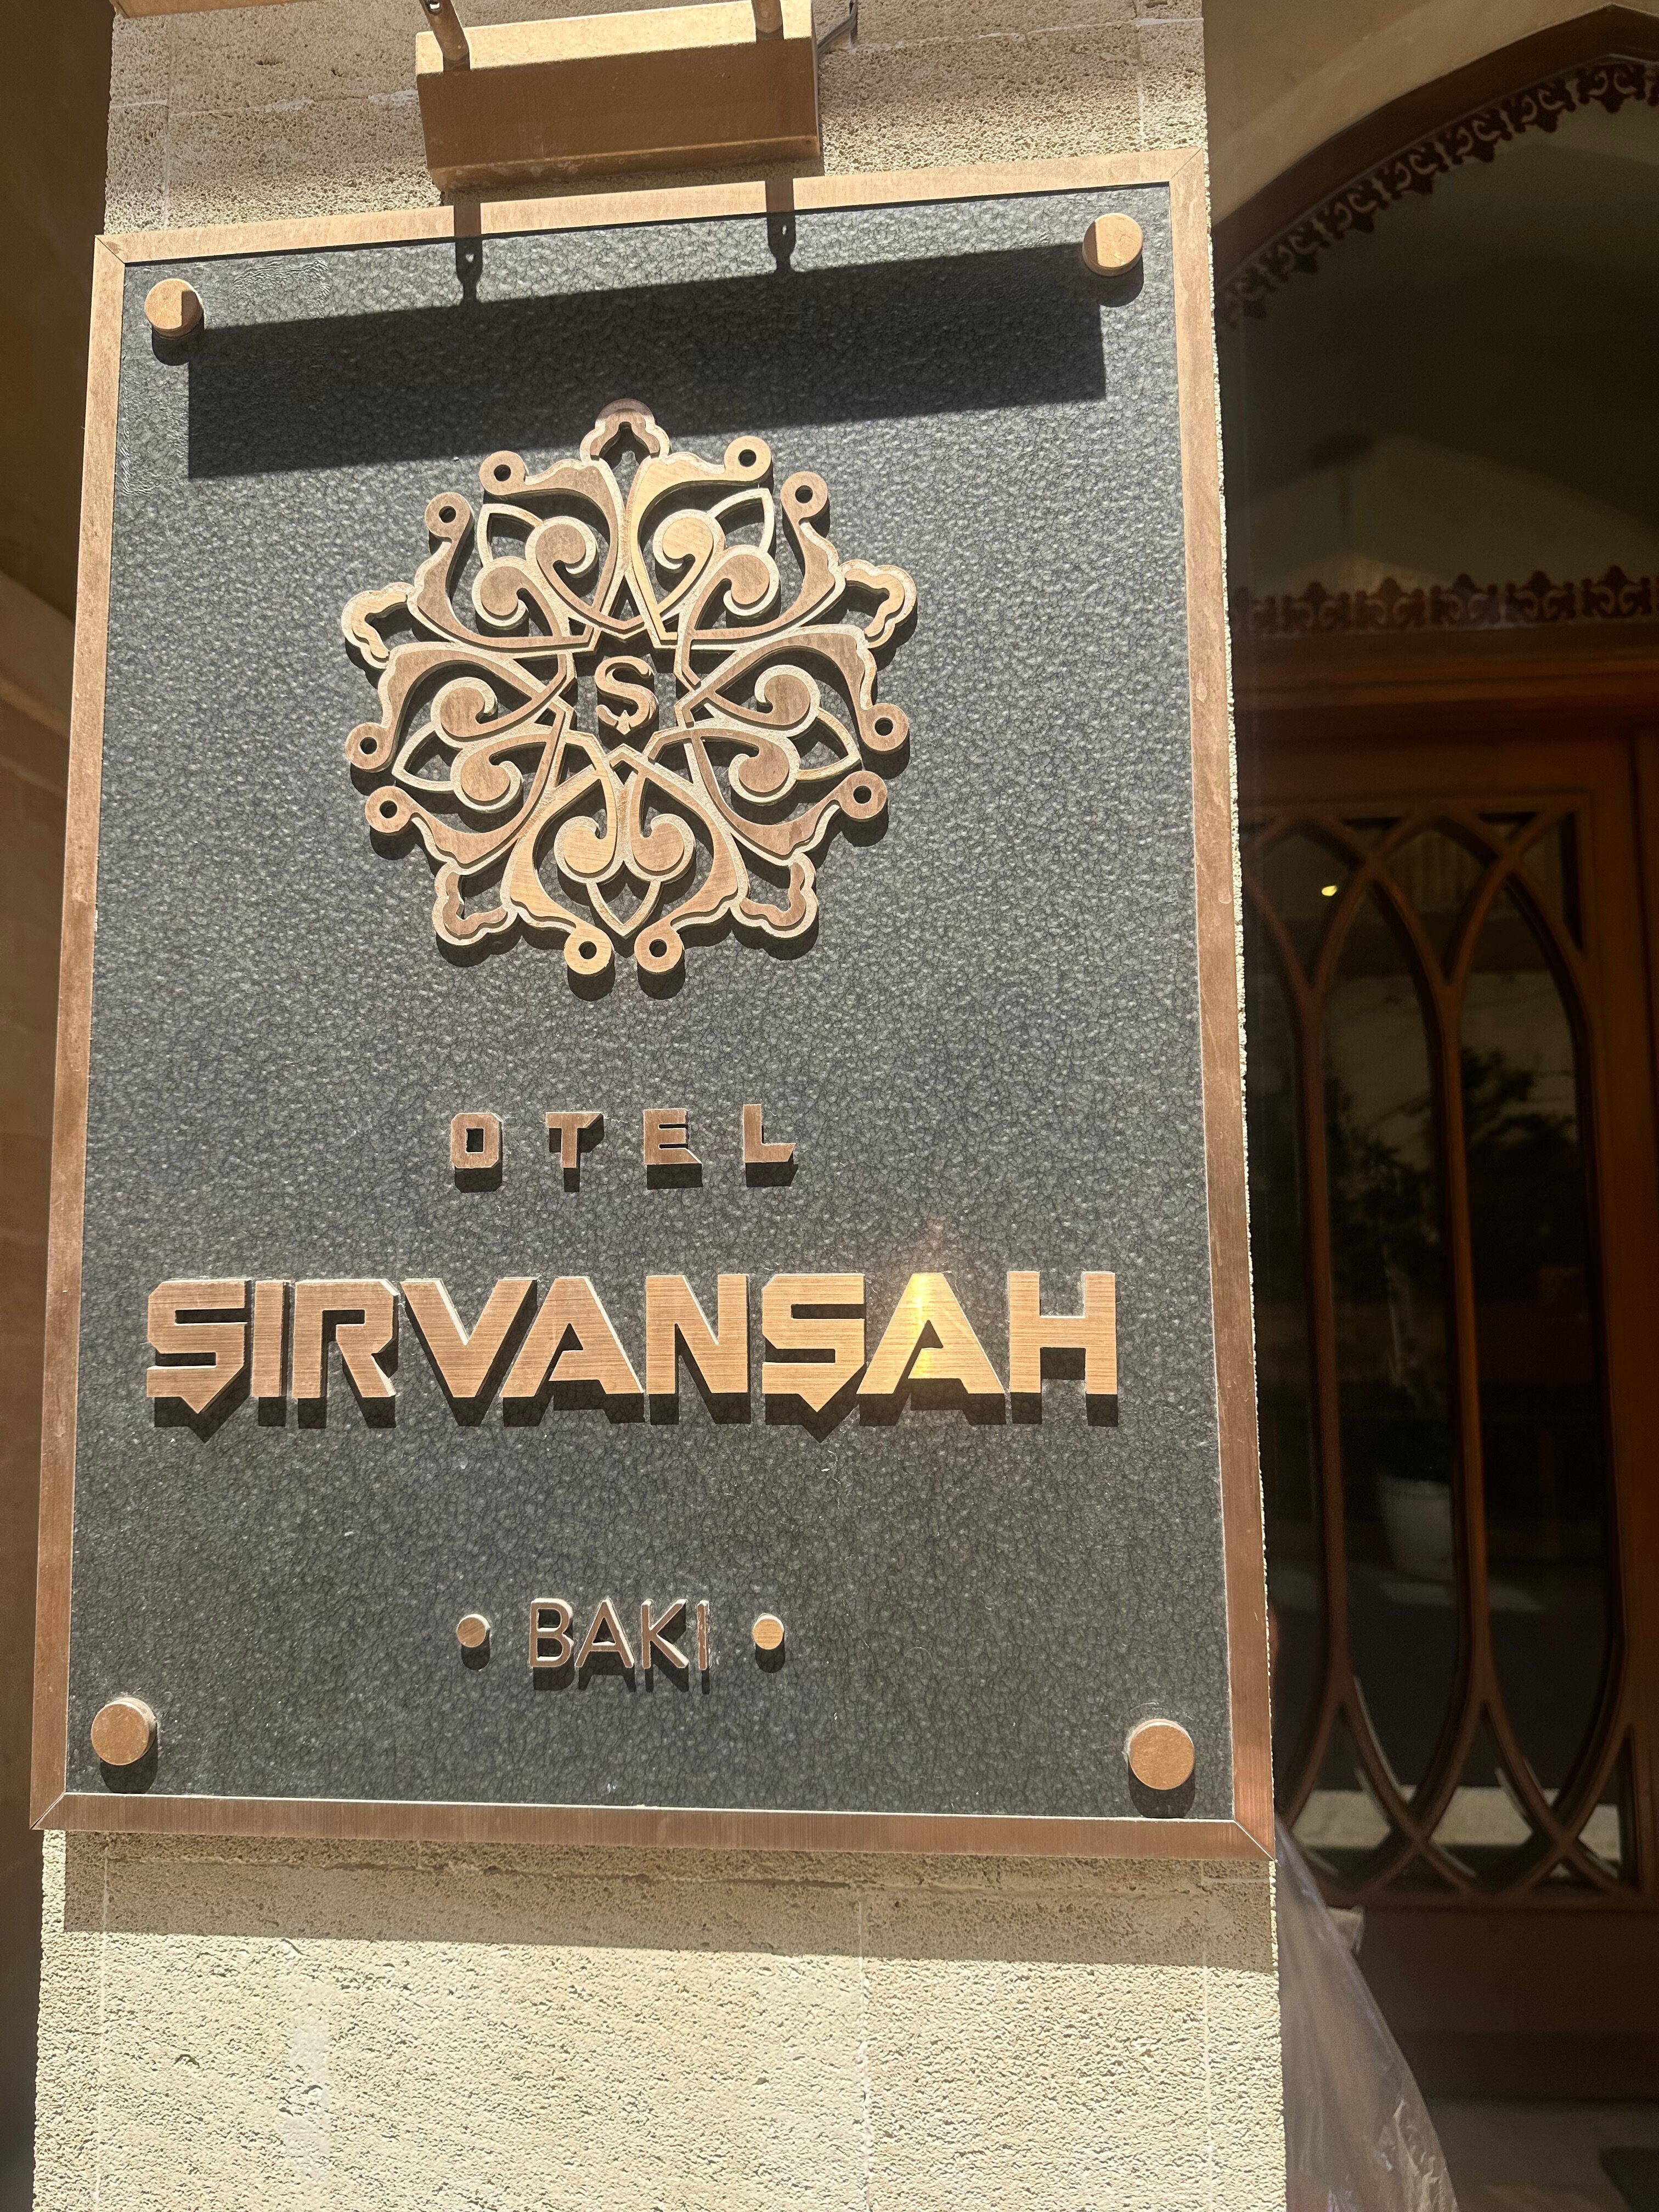 Ş
OTEL
ŞIRVANŞAH
• BAKI •